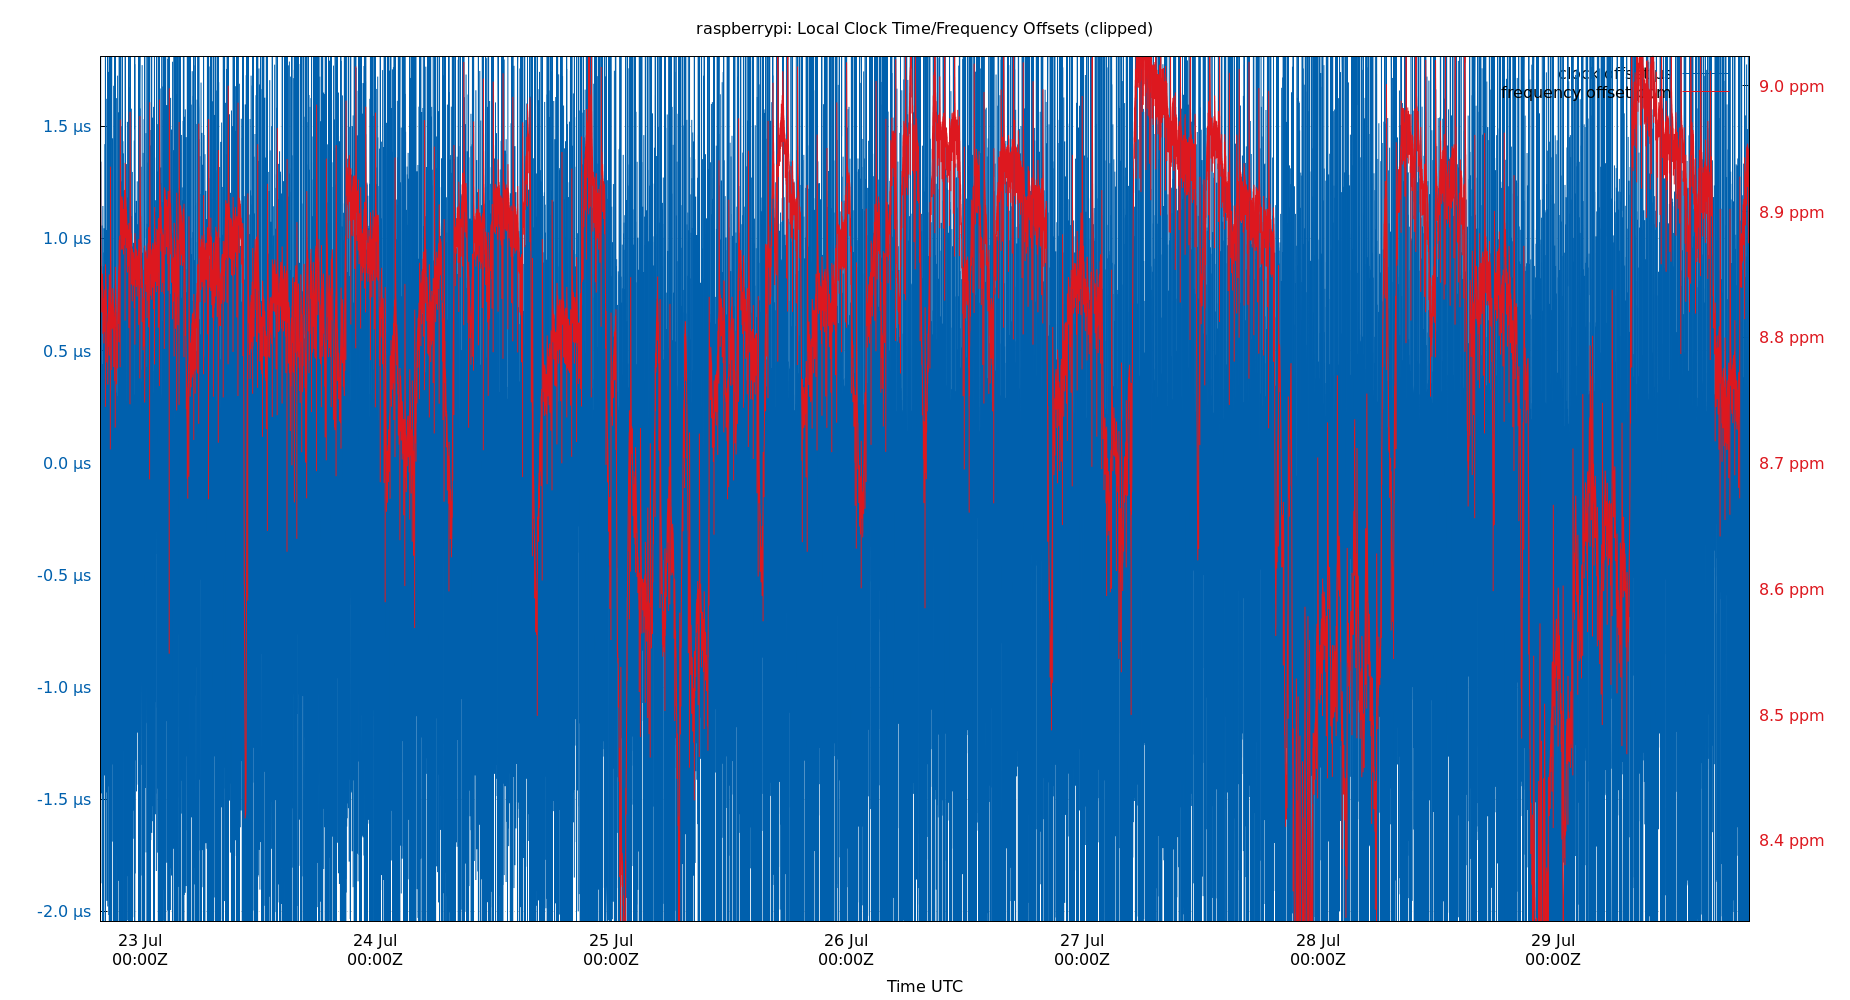 raspberrypi: Local Clock Time/Frequency Offsets (clipped)
clock offset μs
frequency offset ppm
1.5 μs
1.0 μs
0.5 μs
0.0 μs
-0.5 μs
-1.0 μs
-1.5 μs
-2.0 μs
9.0 ppm
8.9 ppm
8.8 ppm
8.7 ppm
8.6 ppm
8.5 ppm
8.4 ppm
23 Jul
00:00Z
24 Jul
00:00Z
25 Jul
00:00Z
26 Jul
00:00Z
27 Jul
00:00Z
28 Jul
00:00Z
29 Jul
00:00Z
Time UTC